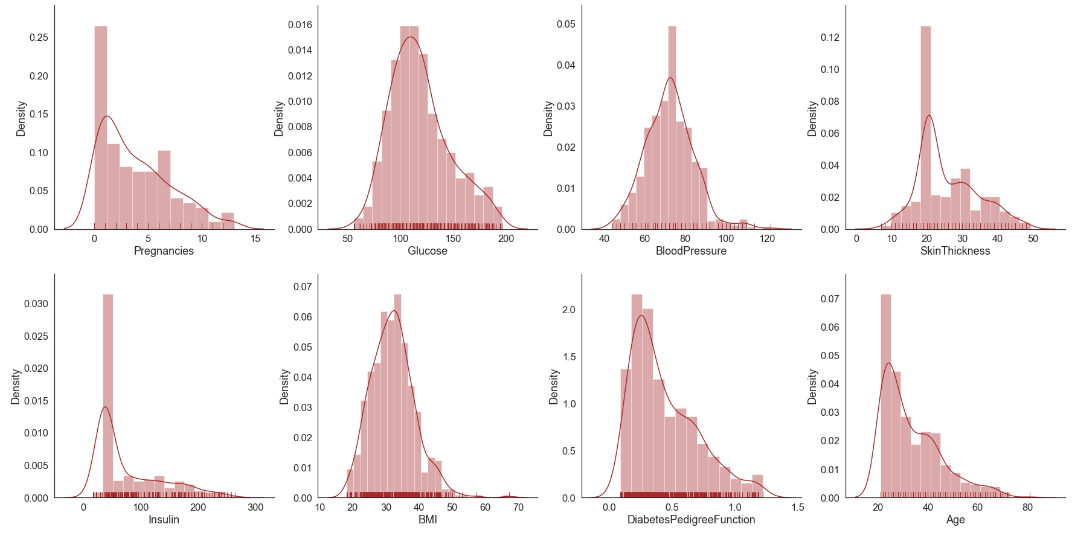 Density
0.25
0.20
0.15
0.10
0.05
0.00
0 5 10 15
Pregnancies
Density
0.016
0.014
0.012
0.010
0.008
0.006
0.004
0.002
0.000
50 100 150 200
Glucose
Density
0.05
0.04
0.03
0.02
0.01
0.00
40 60 80 100 120
BloodPressure
Density
0.12
0.10
0.08
0.06
0.04
0.02
0.00
0 10 20 30 40 50
SkinThickness
Density
0.030
0.025
0.020
0.015
0.010
0.005
0.000
0 100 200 300
Insulin
Density
0.07
0.06
0.05
0.04
0.03
0.02
0.01
0.00
10 20 30 40 50 60 70
BMI
Density
2.0
1.5
1.0
0.5
0.0
0.0 0.5 1.0 1.5
DiabetesPedigreeFunction
Density
0.07
0.06
0.05
0.04
0.03
0.02
0.01
0.00
20 40 60 80
Age